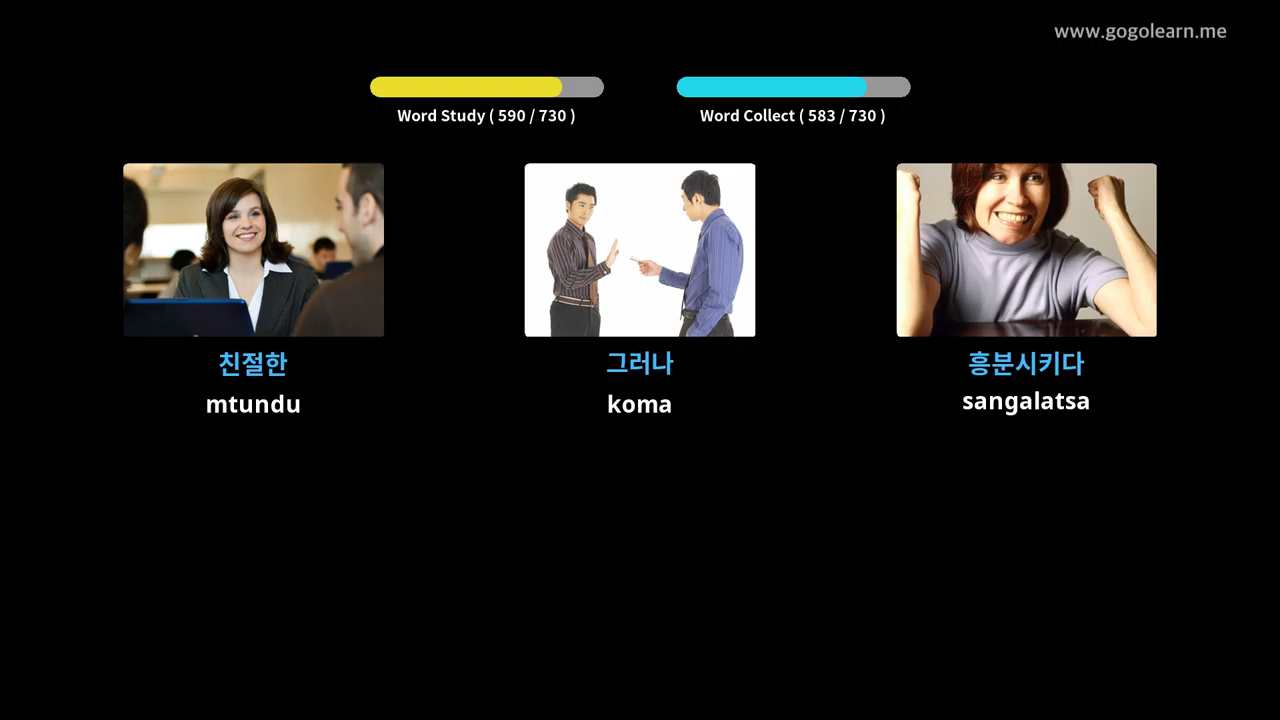 www.gogolearn.me
Word Study ( 590 / 730 )
Word Collect ( 583 / 730 )
친절한
mtundu
그러나
koma
흥분시키다
sangalatsa